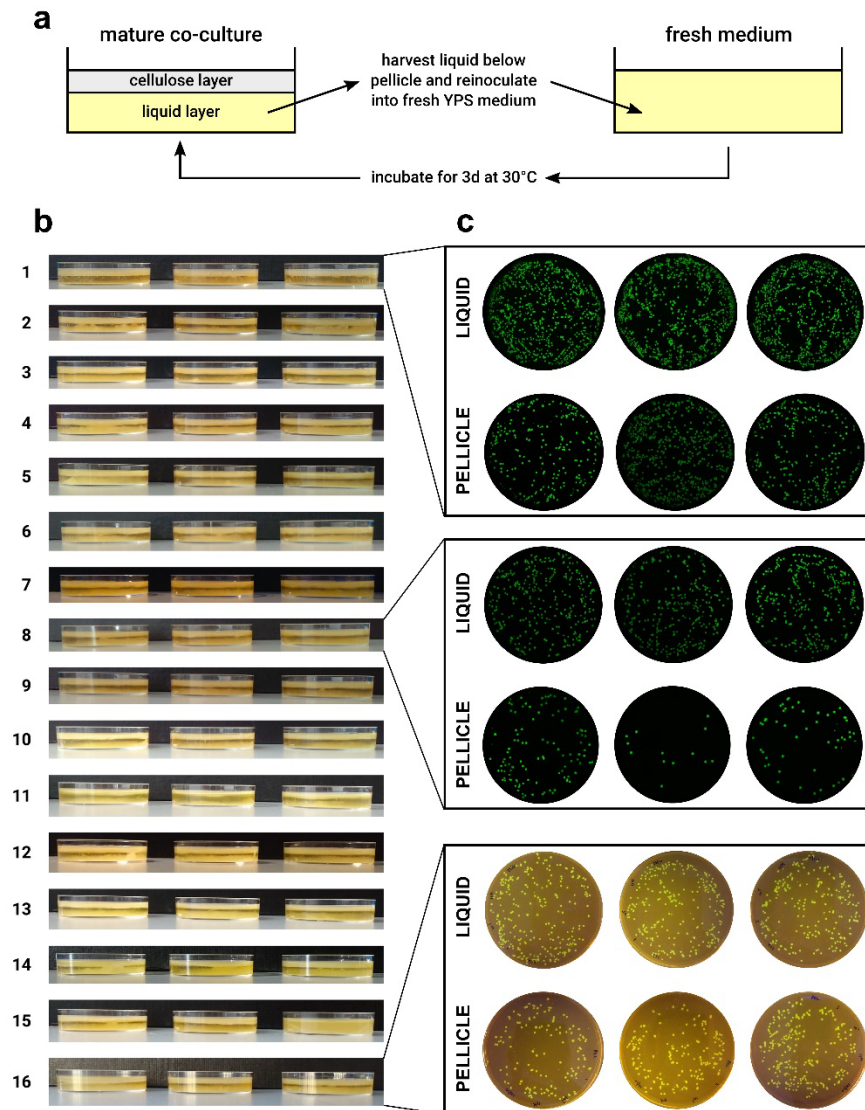 a
mature co-culture
cellulose layer
liquid layer
harvest liquid below
pellicle and reinoculate
into fresh YPS medium
fresh medium
incubate for 3d at 30°C
b
1
2
3
4
5
6
7
8
9
10
11
12
13
14
15
16
c
LIQUID
PELLICLE
LIQUID
PELLICLE
LIQUID
PELLICLE